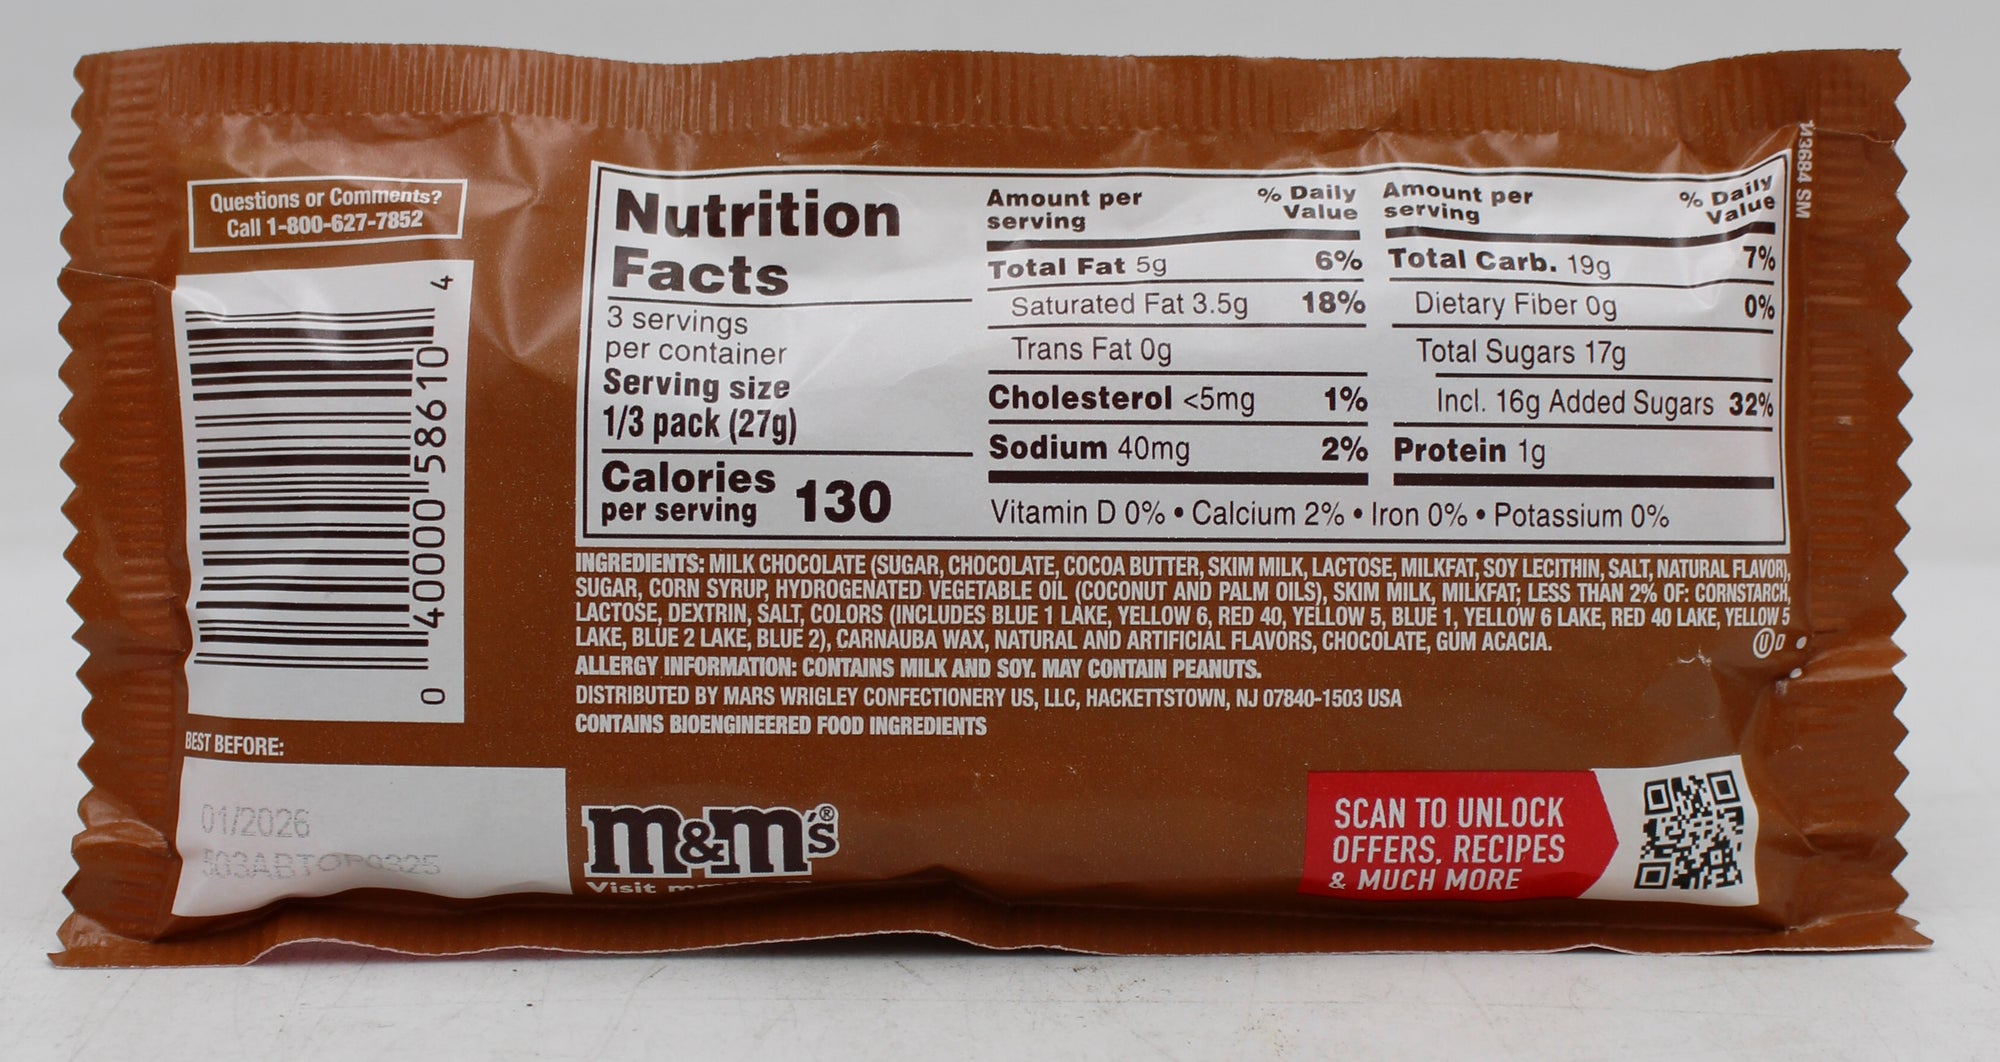 Questions or Comments?
Call 1-800-627-7852
0 40000 58610 4
BEST BEFORE:
01/2026
Nutrition
Facts
3 servings
per container
Serving size
1/3 pack (27g)
Calories
per serving 130
Amount per
serving
% Daily
Value
Total Fat 5g 6%
Saturated Fat 3.5g 18%
Trans Fat 0g
Cholesterol <5mg 1%
Sodium 40mg 2%
Amount per
serving
% Daily
Value
Total Carb. 19g 7%
Dietary Fiber 0g 0%
Total Sugars 17g
Incl. 16g Added Sugars 32%
Protein 1g
Vitamin D 0% • Calcium 2% • Iron 0% • Potassium 0%
INGREDIENTS: MILK CHOCOLATE (SUGAR, CHOCOLATE, COCOA BUTTER, SKIM MILK, LACTOSE, MILKFAT, SOY LECITHIN, SALT, NATURAL FLAVOR),
SUGAR, CORN SYRUP, HYDROGENATED VEGETABLE OIL (COCONUT AND PALM OILS), SKIM MILK, MILKFAT; LESS THAN 2% OF: CORNSTARCH,
LACTOSE, DEXTRIN, SALT, COLORS (INCLUDES BLUE 1 LAKE, YELLOW 6, RED 40, YELLOW 5, BLUE 1, YELLOW 6 LAKE, RED 40 LAKE, YELLOW 5
LAKE, BLUE 2 LAKE, BLUE 2), CARNAUBA WAX, NATURAL AND ARTIFICIAL FLAVORS, CHOCOLATE, GUM ACACIA.
U D
ALLERGY INFORMATION: CONTAINS MILK AND SOY. MAY CONTAIN PEANUTS.
DISTRIBUTED BY MARS WRIGLEY CONFECTIONERY US, LLC, HACKETTSTOWN, NJ 07840-1503 USA
CONTAINS BIOENGINEERED FOOD INGREDIENTS
m&m's®
Visit
SCAN TO UNLOCK
OFFERS, RECIPES
& MUCH MORE
143684 SM